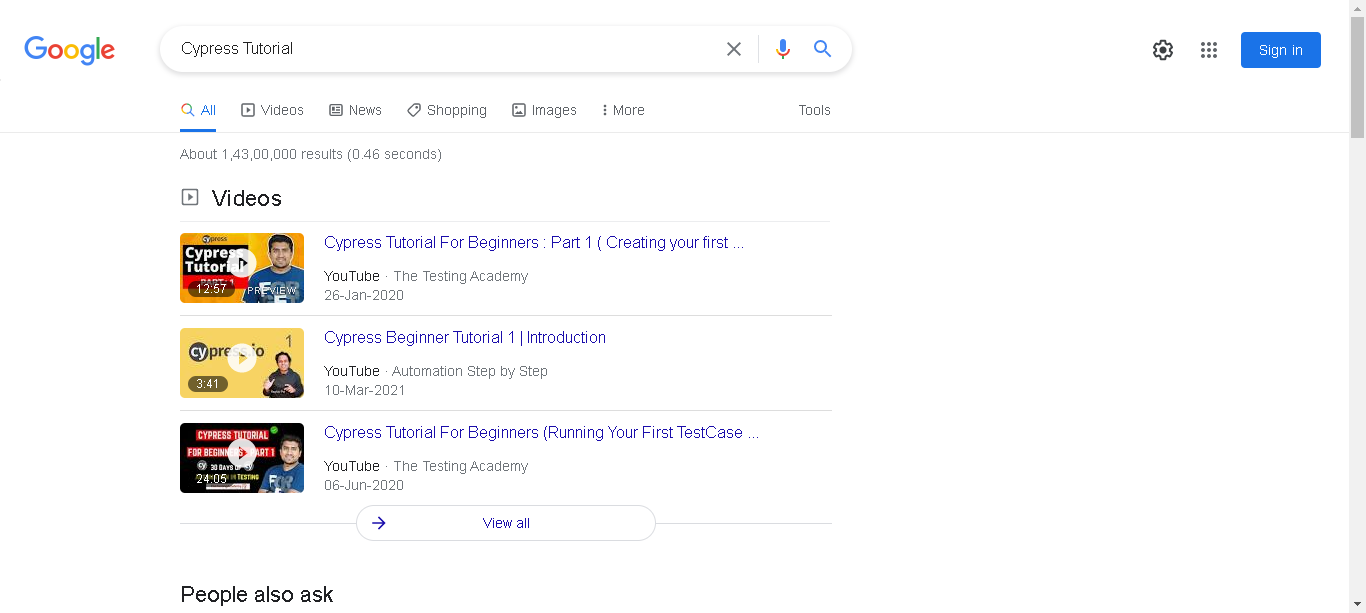 Google
Cypress Tutorial
Sign in
All
Videos
News
Shopping
Images
More
Tools
About 1,43,00,000 results (0.46 seconds)
Videos
cypress
Cypress
Tutorial
PART: 1
12:57
PREVIEW
Cypress Tutorial For Beginners : Part 1 ( Creating your first ...
YouTube · The Testing Academy
26-Jan-2020
1
cypress.io
3:41
Cypress Beginner Tutorial 1 | Introduction
YouTube · Automation Step by Step
10-Mar-2021
CYPRESS TUTORIAL
FOR BEGINNERS PART 1
30 DAYS OF cy
IN TESTING
24:05
Cypress Tutorial For Beginners (Running Your First TestCase ...
YouTube · The Testing Academy
06-Jun-2020
View all
People also ask